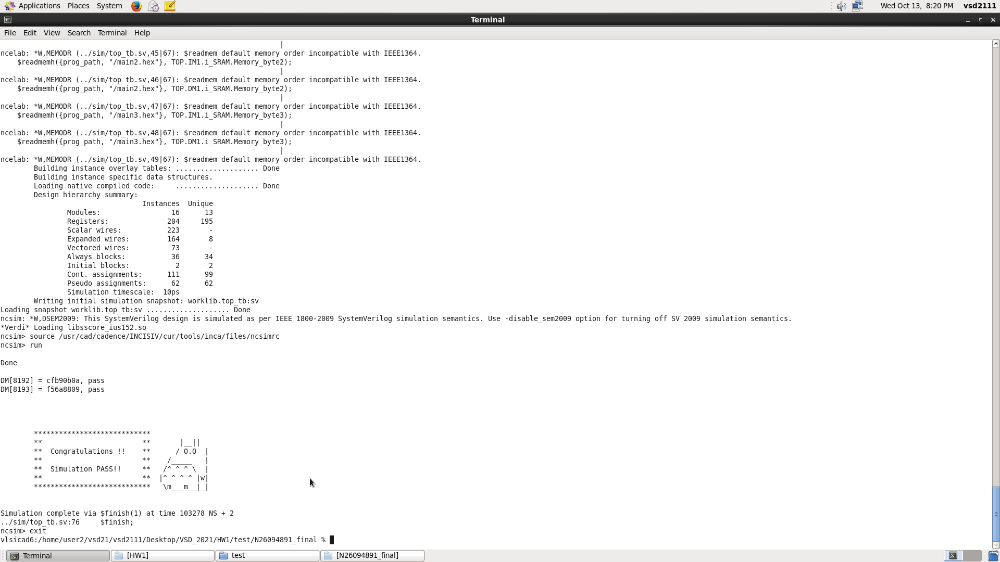 Applications Places System Wed Oct 13, 8:20 PM vsd2111
Terminal
File Edit View Search Terminal Help
|
ncelab: *W,MEMODR (../sim/top_tb.sv,45|67): $readmem default memory order incompatible with IEEE1364.
    $readmemh({prog_path, "/main2.hex"}, TOP.IM1.i_SRAM.Memory_byte2);
|
ncelab: *W,MEMODR (../sim/top_tb.sv,46|67): $readmem default memory order incompatible with IEEE1364.
    $readmemh({prog_path, "/main2.hex"}, TOP.DM1.i_SRAM.Memory_byte2);
|
ncelab: *W,MEMODR (../sim/top_tb.sv,47|67): $readmem default memory order incompatible with IEEE1364.
    $readmemh({prog_path, "/main3.hex"}, TOP.IM1.i_SRAM.Memory_byte3);
|
ncelab: *W,MEMODR (../sim/top_tb.sv,48|67): $readmem default memory order incompatible with IEEE1364.
    $readmemh({prog_path, "/main3.hex"}, TOP.DM1.i_SRAM.Memory_byte3);
|
ncelab: *W,MEMODR (../sim/top_tb.sv,49|67): $readmem default memory order incompatible with IEEE1364.
        Building instance overlay tables: .................... Done
        Building instance specific data structures.
        Loading native compiled code:     .................... Done
        Design hierarchy summary:
                                  Instances  Unique
                Modules:                 16      13
                Registers:              204     195
                Scalar wires:           223       -
                Expanded wires:         164       8
                Vectored wires:          73       -
                Always blocks:           36      34
                Initial blocks:           2       2
                Cont. assignments:      111      99
                Pseudo assignments:      62      62
                Simulation timescale:  10ps
        Writing initial simulation snapshot: worklib.top_tb:sv
Loading snapshot worklib.top_tb:sv .................... Done
ncsim: *W,DSEM2009: This SystemVerilog design is simulated as per IEEE 1800-2009 SystemVerilog simulation semantics. Use -disable_sem2009 option for turning off SV 2009 simulation semantics.
*Verdi* Loading libsscore_ius152.so
ncsim> source /usr/cad/cadence/INCISIV/cur/tools/inca/files/ncsimrc
ncsim> run
Done
DM[8192] = cfb90b0a, pass
DM[8193] = f56a8809, pass
        ****************************
        **                        **       |__||
        **  Congratulations !!    **      / O.O  |
        **                        **    /_____   |
        **  Simulation PASS!!     **   /^ ^ ^ \  |
        **                        **  |^ ^ ^ ^ |w|
        ****************************   \m___m__|_|
Simulation complete via $finish(1) at time 103278 NS + 2
../sim/top_tb.sv:76     $finish;
ncsim> exit
vlsicad6:/home/user2/vsd21/vsd2111/Desktop/VSD_2021/HW1/test/N26094891_final %
Terminal [HW1] test [N26094891_final]